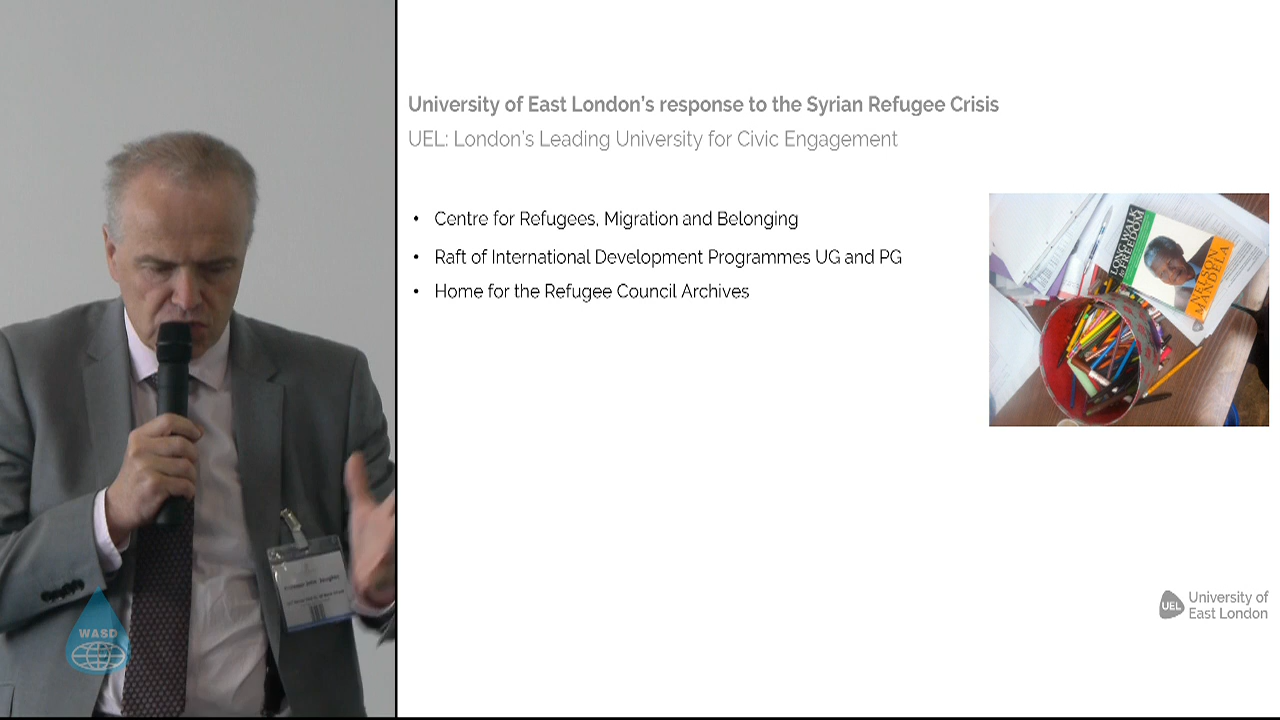 University of East London's response to the Syrian Refugee Crisis
UEL: London's Leading University for Civic Engagement
• Centre for Refugees, Migration and Belonging
• Raft of International Development Programmes UG and PG
• Home for the Refugee Council Archives
LONG WALK
to FREEDOM
NELSON
MANDELA
Professor
WASD
UEL
University of
East London